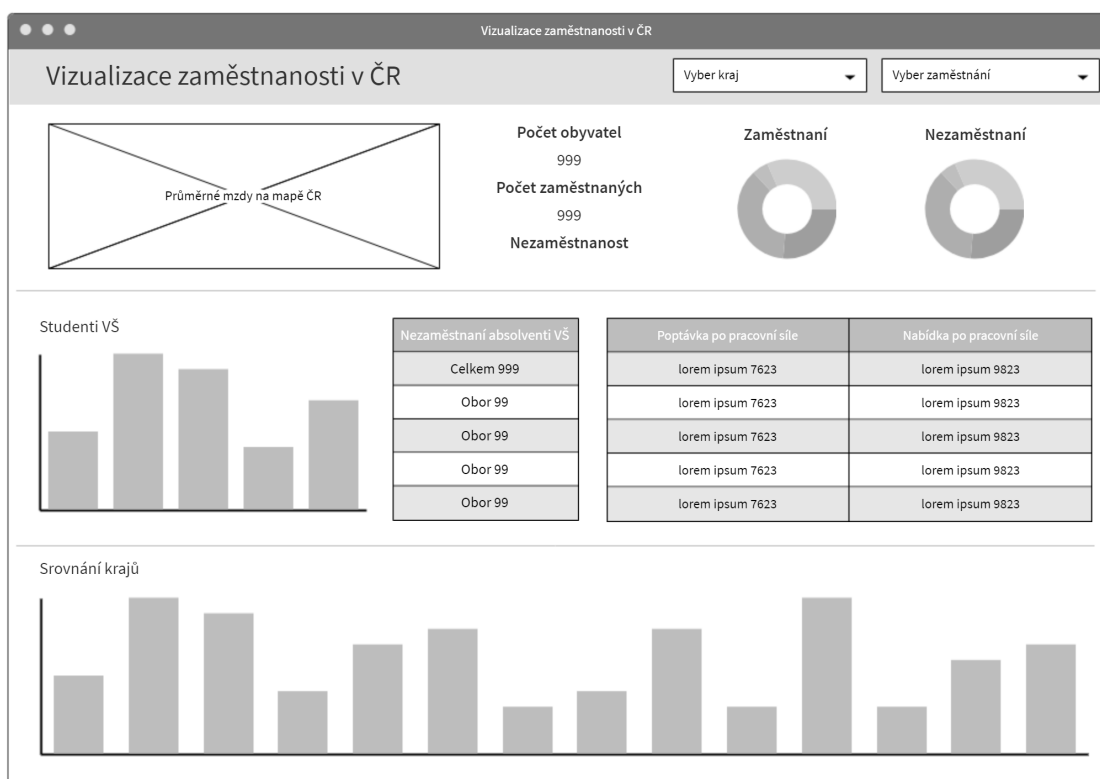 Vizualizace zaměstnanosti v ČR
Vizualizace zaměstnanosti v ČR
Vyber kraj
Vyber zaměstnání
Průměrné mzdy na mapě ČR
Počet obyvatel
999
Počet zaměstnaných
999
Nezaměstnanost
Zaměstnaní
Nezaměstnaní
Studenti VŠ
Nezaměstnaní absolventi VŠ
Celkem 999
Obor 99
Obor 99
Obor 99
Obor 99
Poptávka po pracovní síle Nabídka po pracovní síle
lorem ipsum 7623 lorem ipsum 9823
lorem ipsum 7623 lorem ipsum 9823
lorem ipsum 7623 lorem ipsum 9823
lorem ipsum 7623 lorem ipsum 9823
lorem ipsum 7623 lorem ipsum 9823
Srovnání krajů